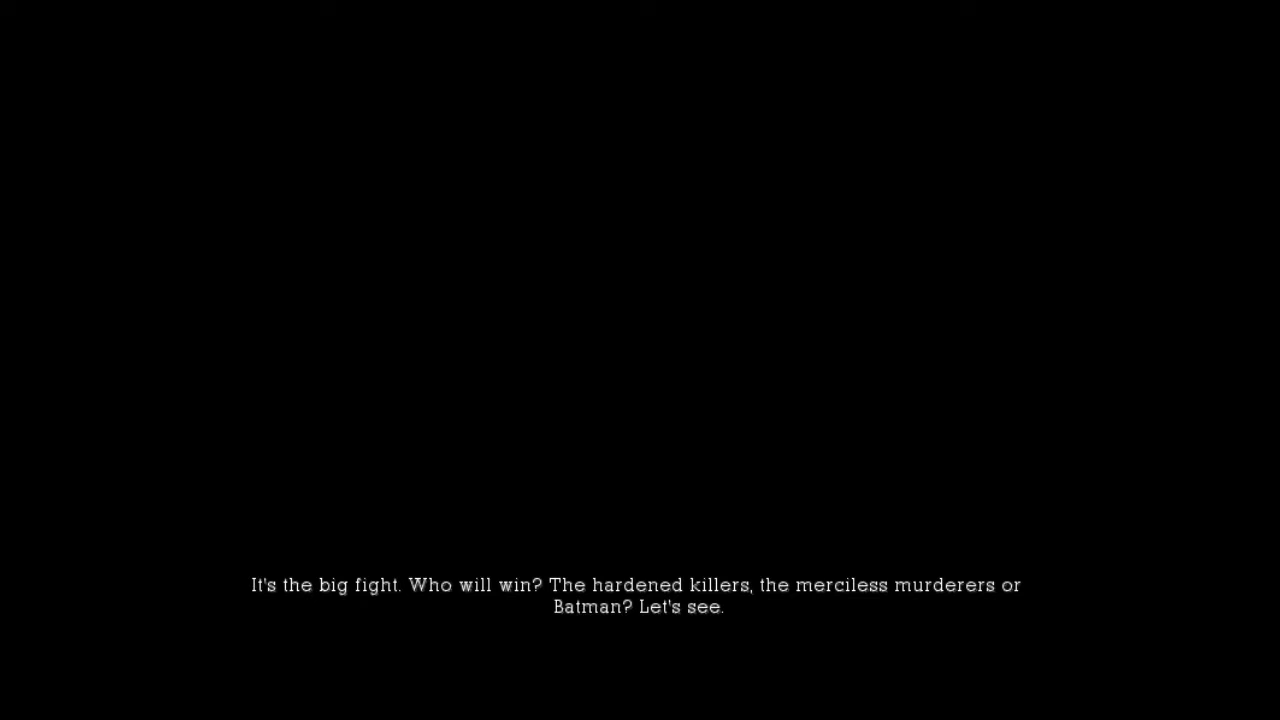 It's the big fight. Who will win? The hardened killers, the merciless murderers or
Batman? Let's see.